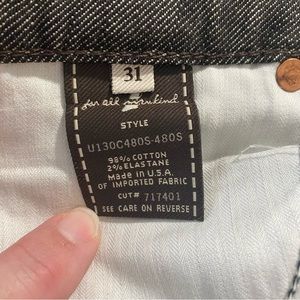 31
for all mankind
STYLE
U130C480S-480S
98% COTTON
2% ELASTANE
Made in U.S.A.
OF IMPORTED FABRIC
CUT# 717401
SEE CARE ON REVERSE